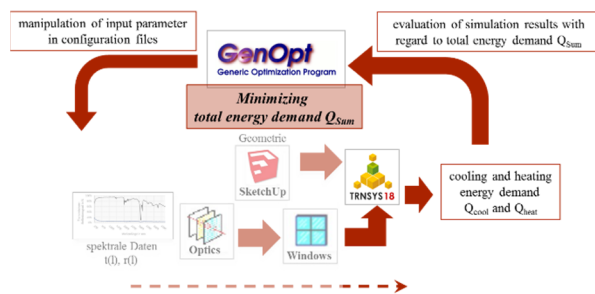 manipulation of input parameter
in configuration files
GenOpt
Generic Optimization Program
evaluation of simulation results with
regard to total energy demand QSum
Minimizing
total energy demand QSum
Geometric
SketchUp
TRNSYS 18
cooling and heating
energy demand
Qcool and Qheat
spektrale Daten
t(l), r(l)
Optics
Windows